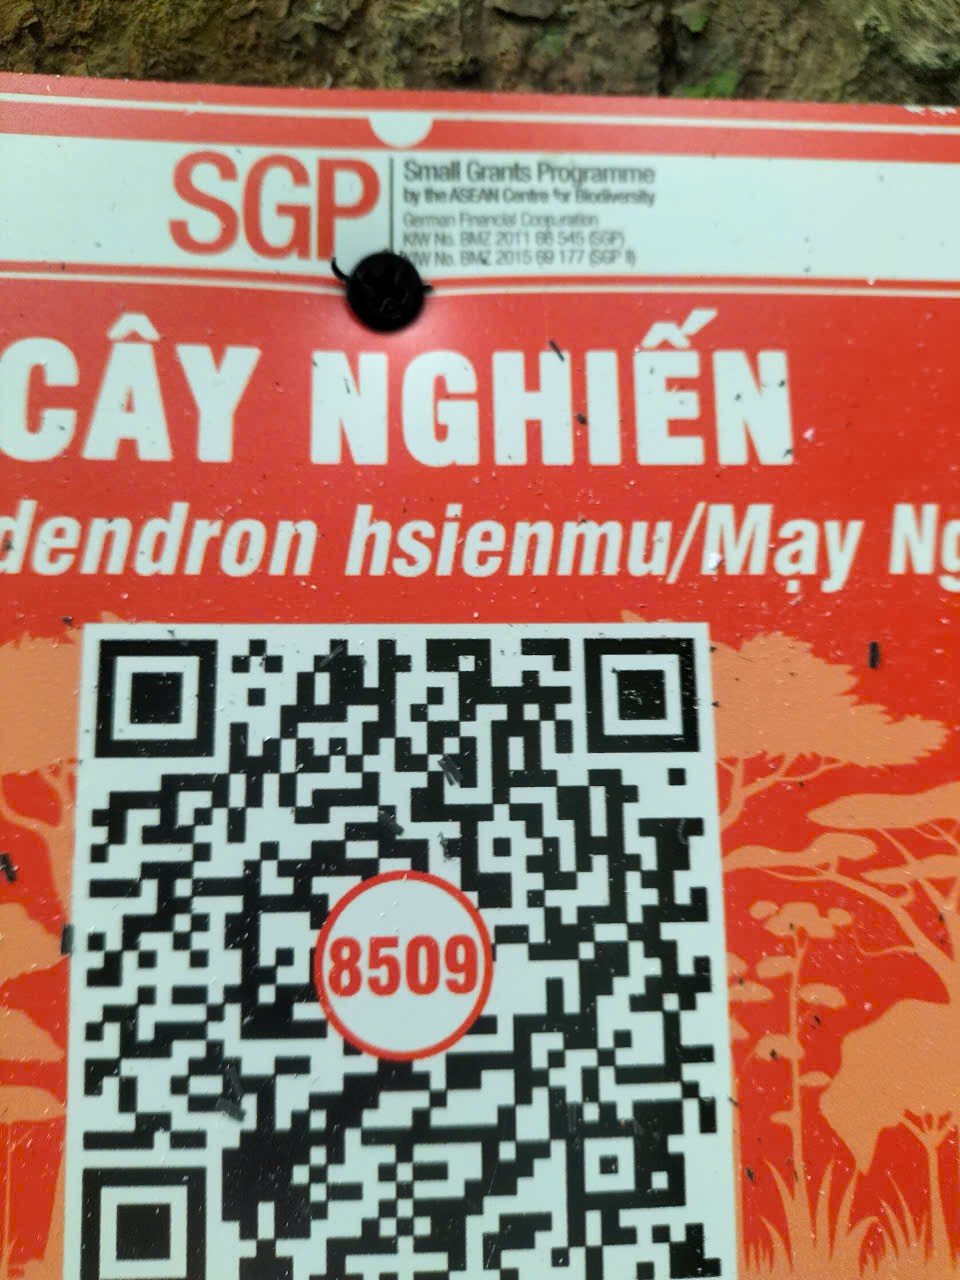 SGP
Small Grants Programme
by the ASEAN Centre for Biodiversity
German Financial Cooperation
KfW No. BMZ 2011 66 545 (SGP)
KfW No. BMZ 2015 69 177 (SGP II)
CÂY NGHIẾN
dendron hsienmu/Mạy Ng
8509